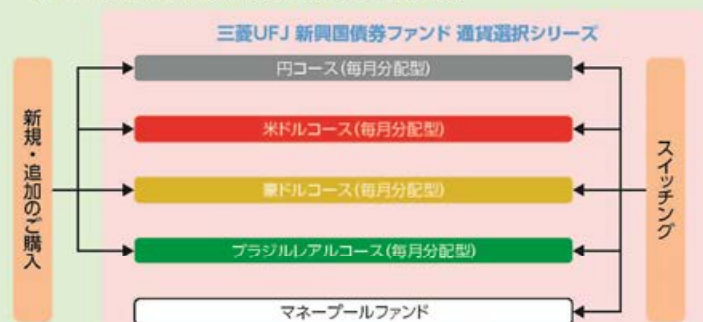 三菱UFJ 新興国債券ファンド 通貨選択シリーズ
新規・追加のご購入
円コース(毎月分配型)
米ドルコース(毎月分配型)
豪ドルコース(毎月分配型)
ブラジルレアルコース(毎月分配型)
マネープールファンド
スイッチング